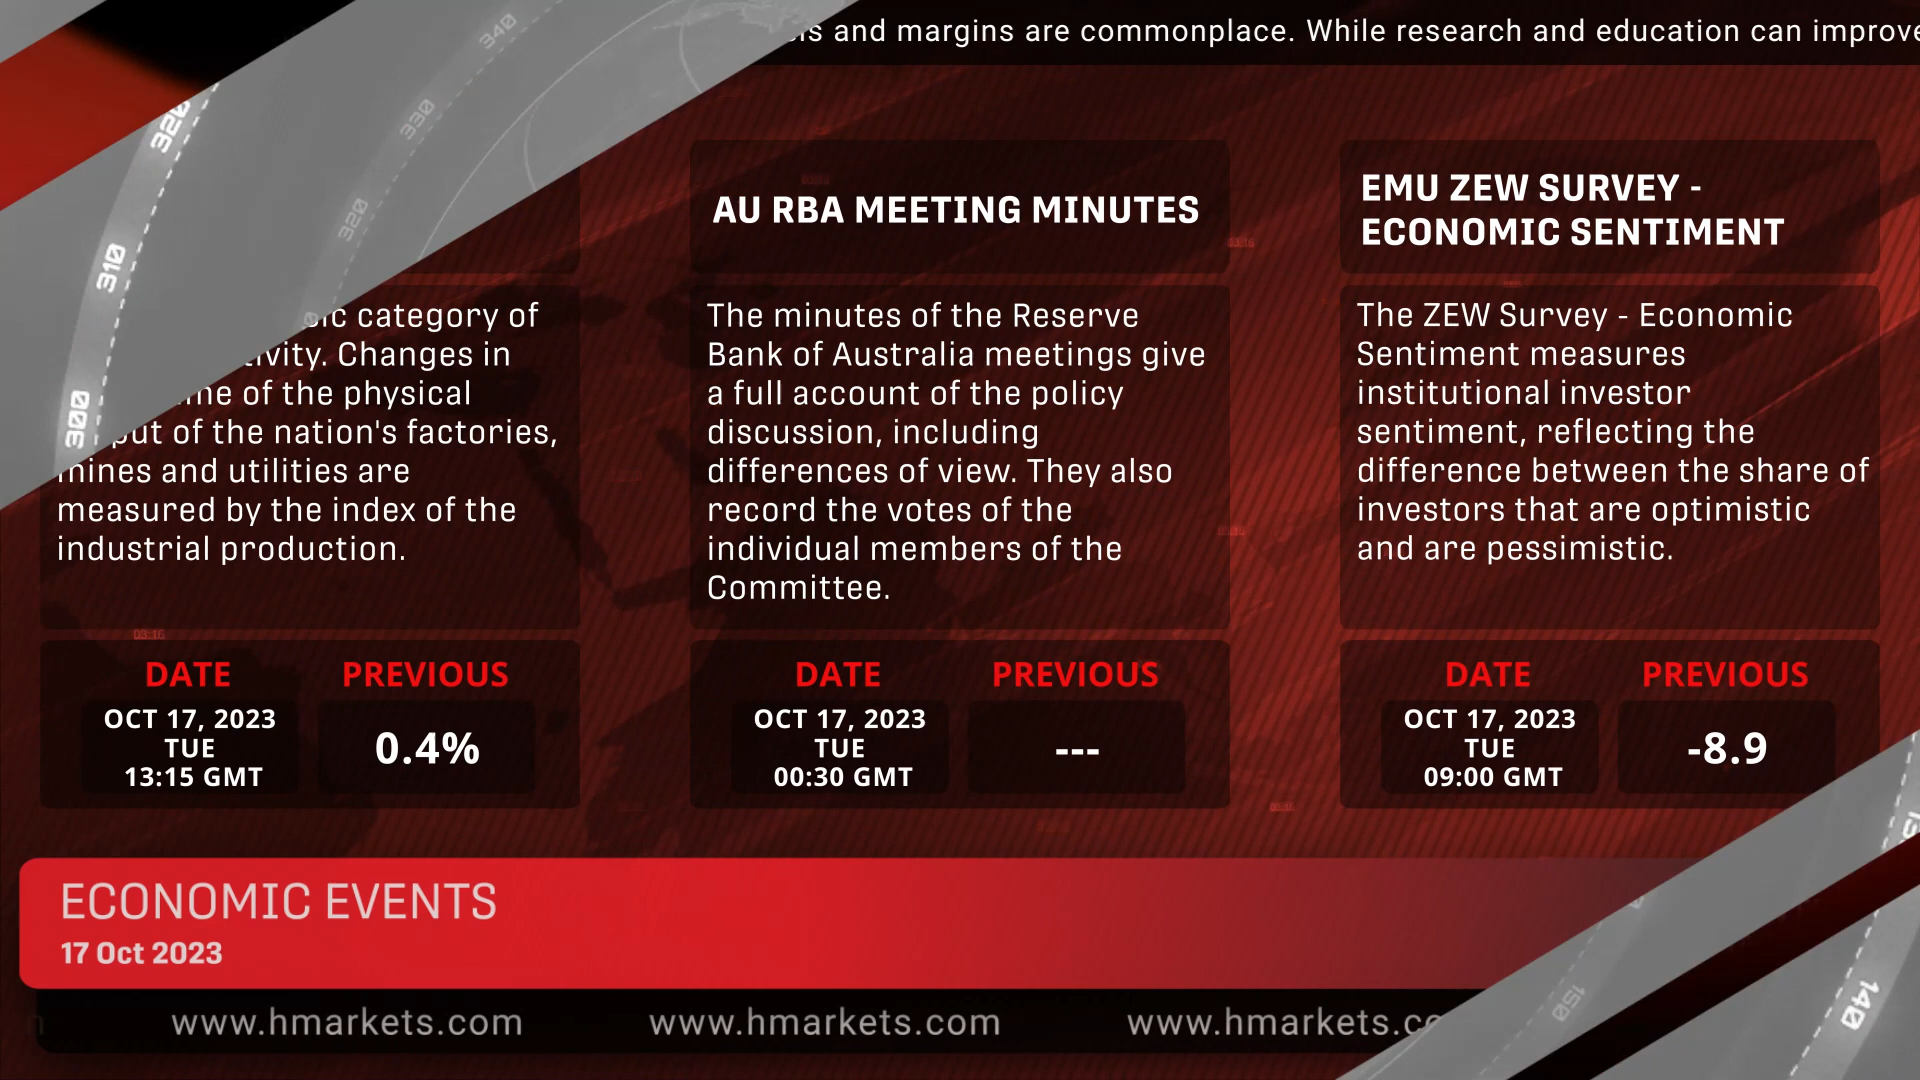 and margins are commonplace. While research and education can improve
340
330
320
320
310
300
category of
Changes in
of the physical
of the nation's factories,
mines and utilities are
measured by the index of the
industrial production.
DATE
PREVIOUS
OCT 17, 2023
TUE
13:15 GMT
0.4%
AU RBA MEETING MINUTES
The minutes of the Reserve
Bank of Australia meetings give
a full account of the policy
discussion, including
differences of view. They also
record the votes of the
individual members of the
Committee.
DATE
PREVIOUS
OCT 17, 2023
TUE
00:30 GMT
---
EMU ZEW SURVEY -
ECONOMIC SENTIMENT
The ZEW Survey - Economic
Sentiment measures
institutional investor
sentiment, reflecting the
difference between the share of
investors that are optimistic
and are pessimistic.
DATE
PREVIOUS
OCT 17, 2023
TUE
09:00 GMT
-8.9
ECONOMIC EVENTS
17 Oct 2023
www.hmarkets.com www.hmarkets.com www.hmarkets.co
150
140